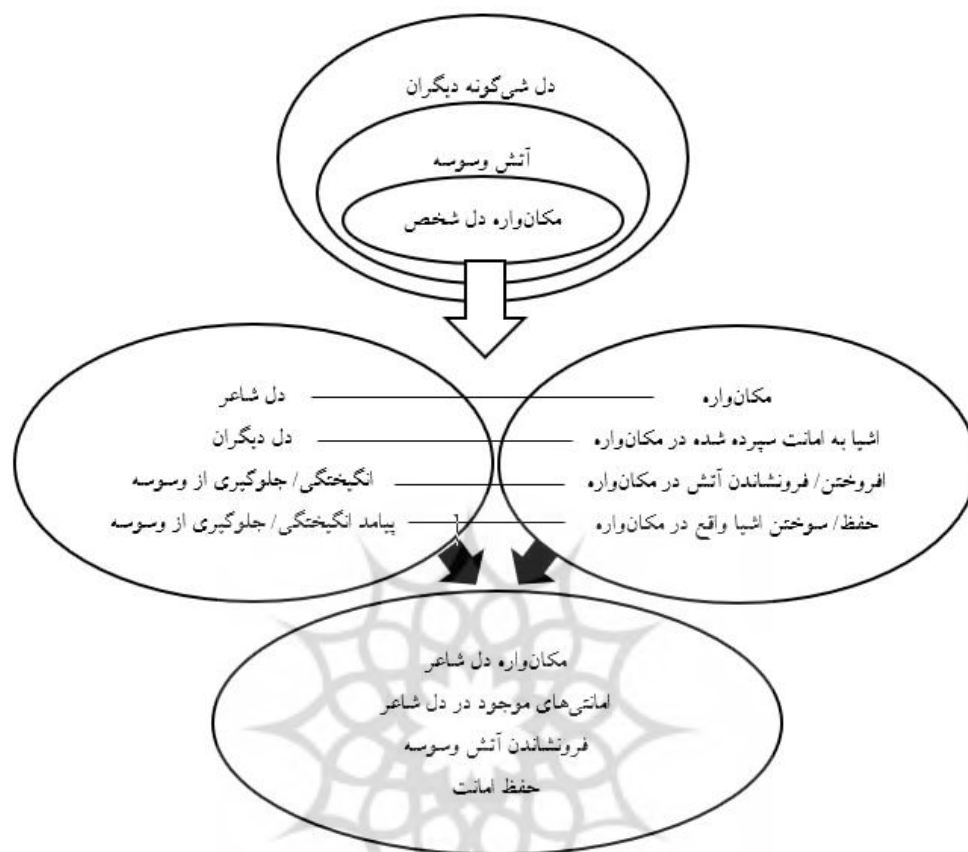 دل شی‌گونه دیگران
آتش وسوسه
مکان‌واره دل شخص
مکان‌واره
اشیا به امانت سپرده شده در مکان‌واره
افروختن/ فرونشاندن آتش در مکان‌واره
حفظ/ سوختن اشیا واقع در مکان‌واره
دل شاعر
دل دیگران
انگیختگی/ جلوگیری از وسوسه
پیامد انگیختگی/ جلوگیری از وسوسه
مکان‌واره دل شاعر
امانتی‌های موجود در دل شاعر
فرونشاندن آتش وسوسه
حفظ امانت